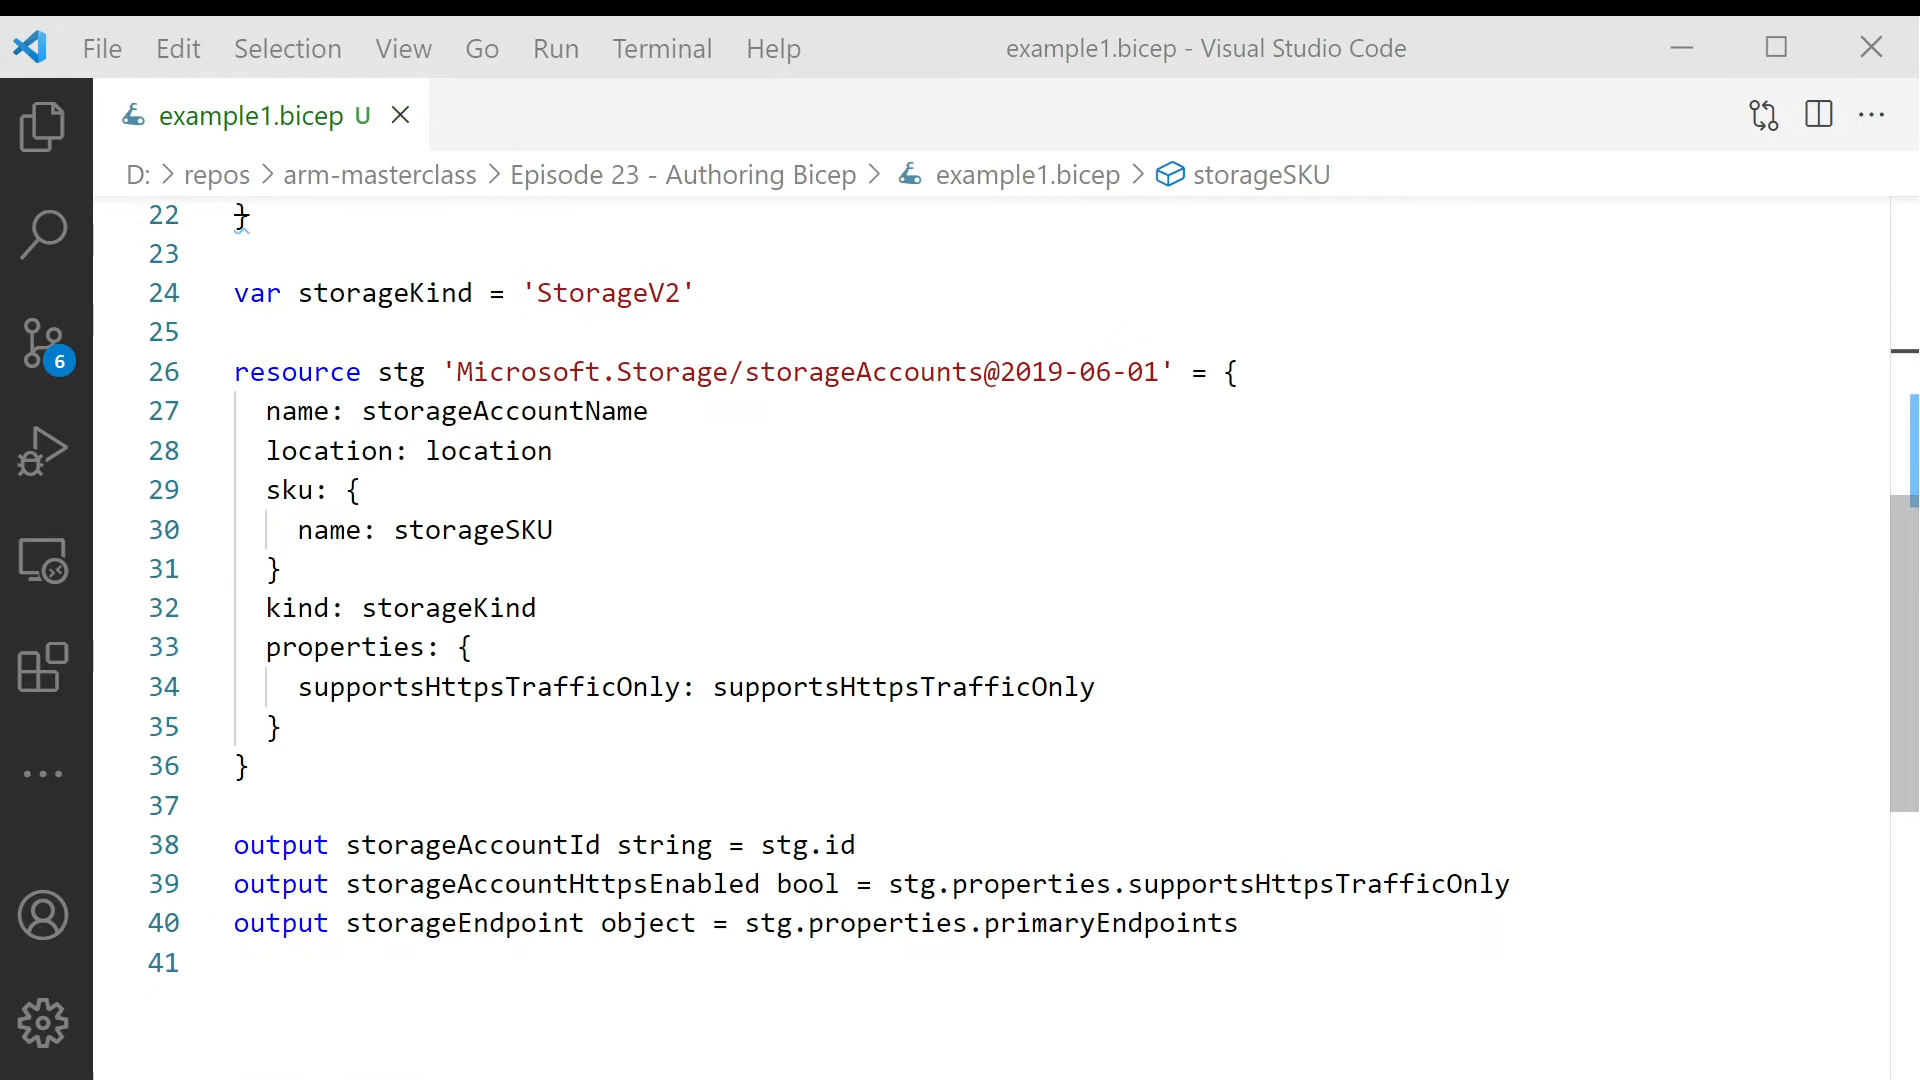 File Edit Selection View Go Run Terminal Help example1.bicep - Visual Studio Code
example1.bicep U
D: > repos > arm-masterclass > Episode 23 - Authoring Bicep > example1.bicep > storageSKU
22 }
23
24 var storageKind = 'StorageV2'
25
26 resource stg 'Microsoft.Storage/storageAccounts@2019-06-01' = {
27 name: storageAccountName
28 location: location
29 sku: {
30 name: storageSKU
31 }
32 kind: storageKind
33 properties: {
34 supportsHttpsTrafficOnly: supportsHttpsTrafficOnly
35 }
36 }
37
38 output storageAccountId string = stg.id
39 output storageAccountHttpsEnabled bool = stg.properties.supportsHttpsTrafficOnly
40 output storageEndpoint object = stg.properties.primaryEndpoints
41
6